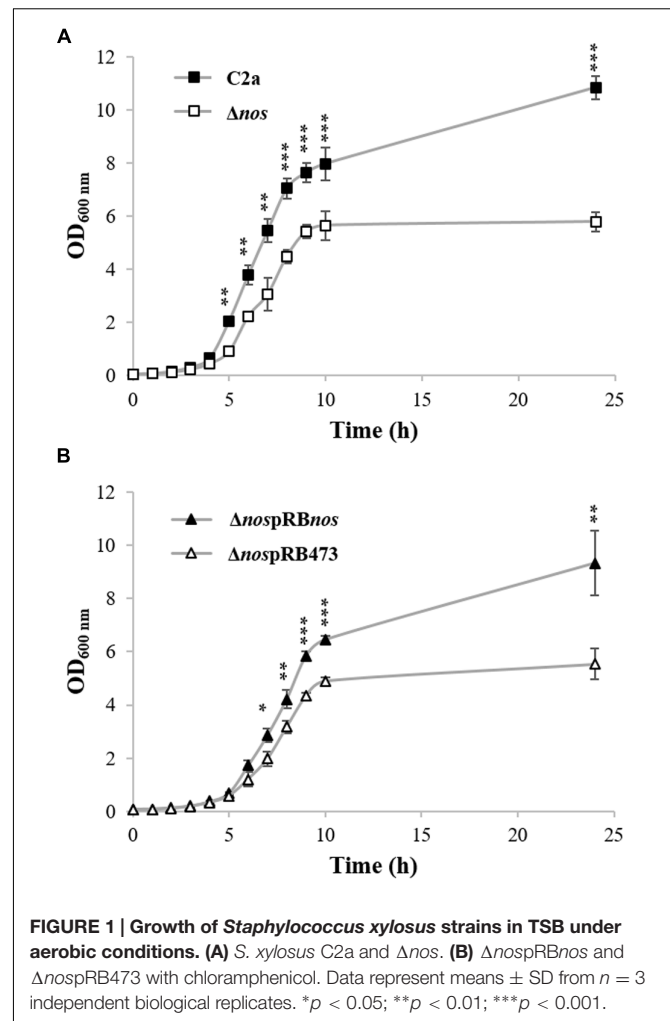 A
12
10
8
6
4
2
0
OD600 nm
C2a
Δnos
**
**
**
***
***
***
***
0
5
10
15
20
25
Time (h)
B
12
10
8
6
4
2
0
OD600 nm
ΔnospRBnos
ΔnospRB473
*
**
***
***
**
0
5
10
15
20
25
Time (h)
FIGURE 1 | Growth of Staphylococcus xylosus strains in TSB under
aerobic conditions. (A) S. xylosus C2a and Δnos. (B) ΔnospRBnos and
ΔnospRB473 with chloramphenicol. Data represent means ± SD from n = 3
independent biological replicates. *p < 0.05; **p < 0.01; ***p < 0.001.